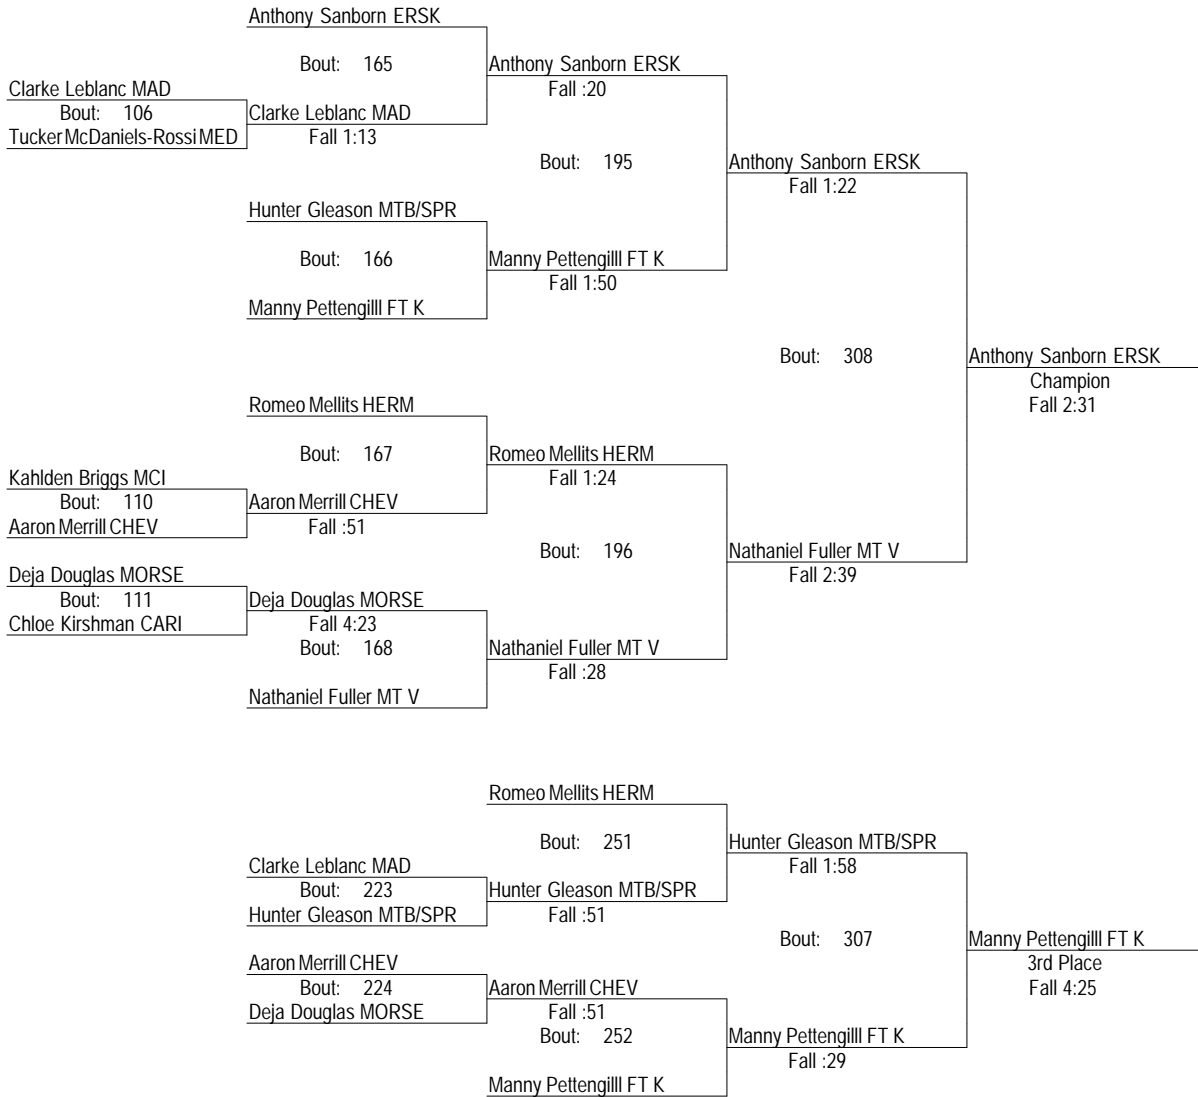 Anthony Sanborn ERSK
Bout: 165
Anthony Sanborn ERSK
Clarke Leblanc MAD
Fall :20
Bout: 106
Clarke Leblanc MAD
Tucker McDaniels-Rossi MED
Fall 1:13
Bout: 195
Anthony Sanborn ERSK
Fall 1:22
Hunter Gleason MTB/SPR
Bout: 166
Manny Pettengilll FT K
Fall 1:50
Manny Pettengilll FT K
Bout: 308
Anthony Sanborn ERSK
Champion
Fall 2:31
Romeo Mellits HERM
Bout: 167
Romeo Mellits HERM
Kahlden Briggs MCI
Fall 1:24
Bout: 110
Aaron Merrill CHEV
Aaron Merrill CHEV
Fall :51
Bout: 196
Nathaniel Fuller MT V
Fall 2:39
Deja Douglas MORSE
Bout: 111
Deja Douglas MORSE
Chloe Kirshman CARI
Fall 4:23
Bout: 168
Nathaniel Fuller MT V
Fall :28
Nathaniel Fuller MT V
Romeo Mellits HERM
Bout: 251
Hunter Gleason MTB/SPR
Fall 1:58
Clarke Leblanc MAD
Bout: 223
Hunter Gleason MTB/SPR
Hunter Gleason MTB/SPR
Fall :51
Bout: 307
Manny Pettengilll FT K
3rd Place
Fall 4:25
Aaron Merrill CHEV
Bout: 224
Aaron Merrill CHEV
Deja Douglas MORSE
Fall :51
Bout: 252
Manny Pettengilll FT K
Fall :29
Manny Pettengilll FT K